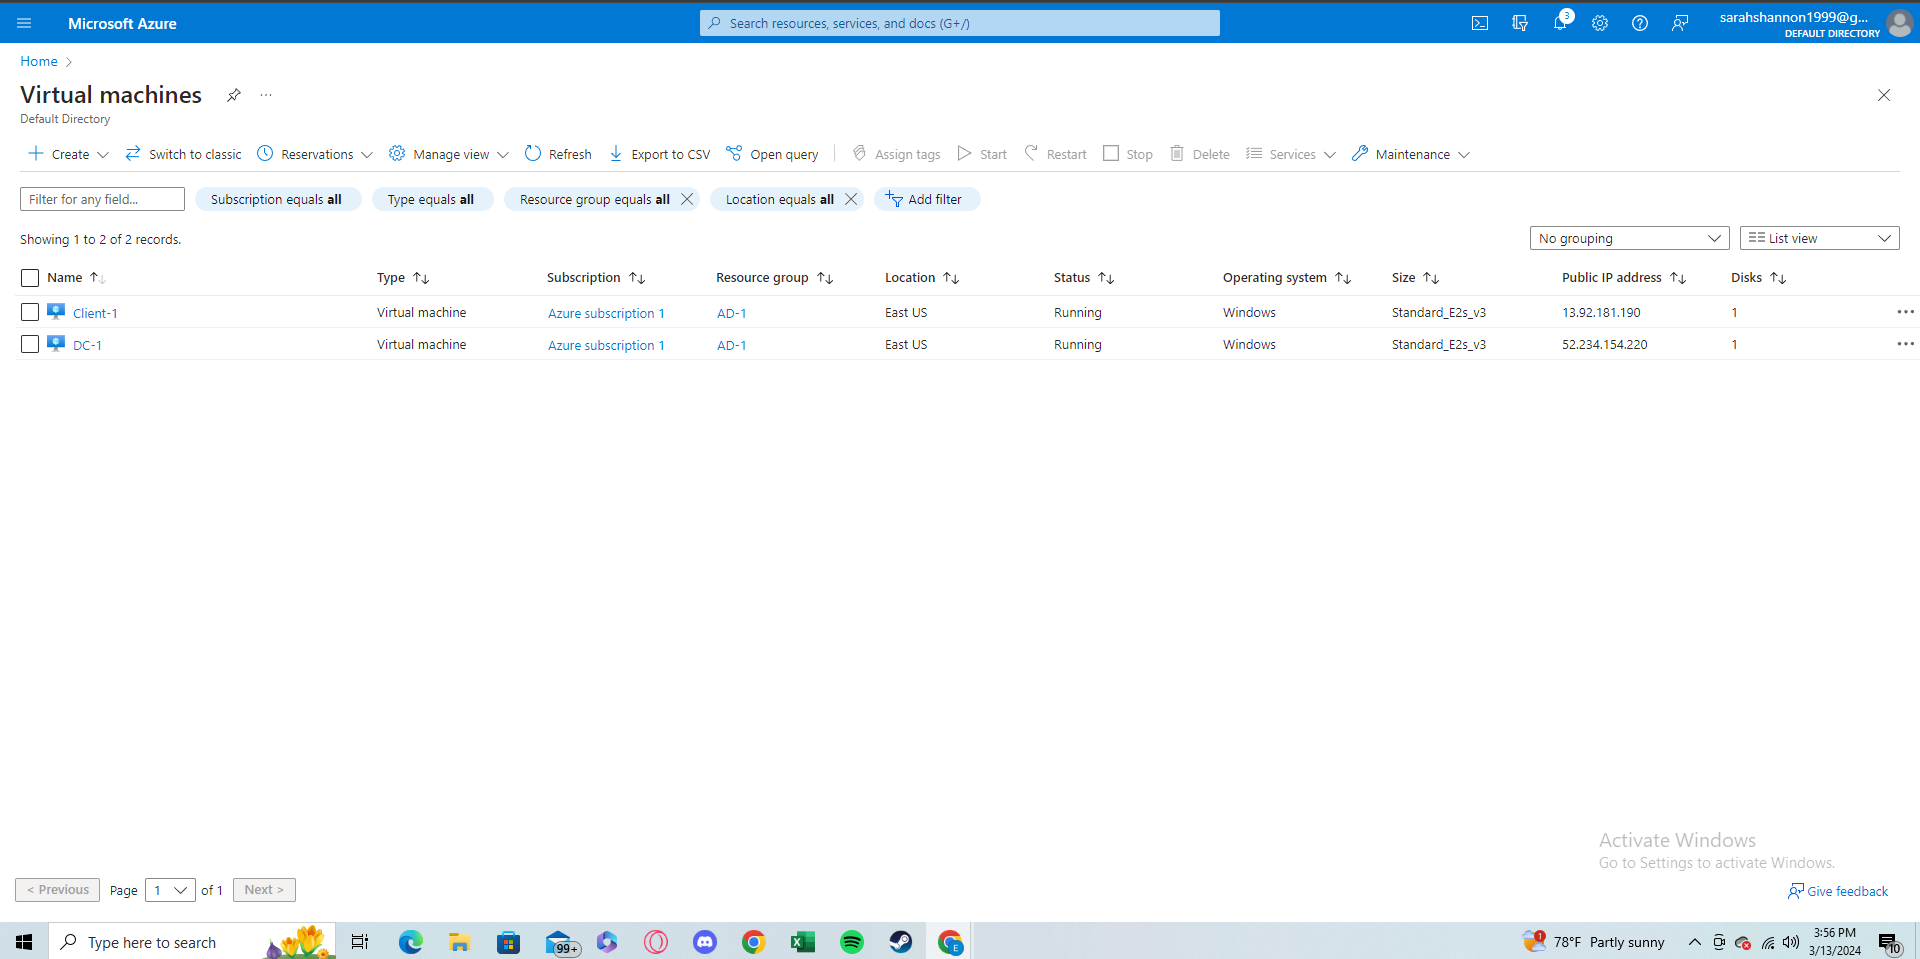 Microsoft Azure
Search resources, services, and docs (G+/)
3
sarahshannon1999@g...
DEFAULT DIRECTORY
Home
Virtual machines
...
Default Directory
Create
Switch to classic
Reservations
Manage view
Refresh
Export to CSV
Open query
Assign tags
Start
Restart
Stop
Delete
Services
Maintenance
Filter for any field...
Subscription equals all
Type equals all
Resource group equals all
Location equals all
Add filter
Showing 1 to 2 of 2 records.
No grouping
List view
Name Type Subscription Resource group Location Status Operating system Size Public IP address Disks
Client-1 Virtual machine Azure subscription 1 AD-1 East US Running Windows Standard_E2s_v3 13.92.181.190 1
DC-1 Virtual machine Azure subscription 1 AD-1 East US Running Windows Standard_E2s_v3 52.234.154.220 1
Activate Windows
Go to Settings to activate Windows.
< Previous Page 1 of 1 Next >
Give feedback
Type here to search
99+
E
1
78°F Partly sunny
3:56 PM
3/13/2024
10